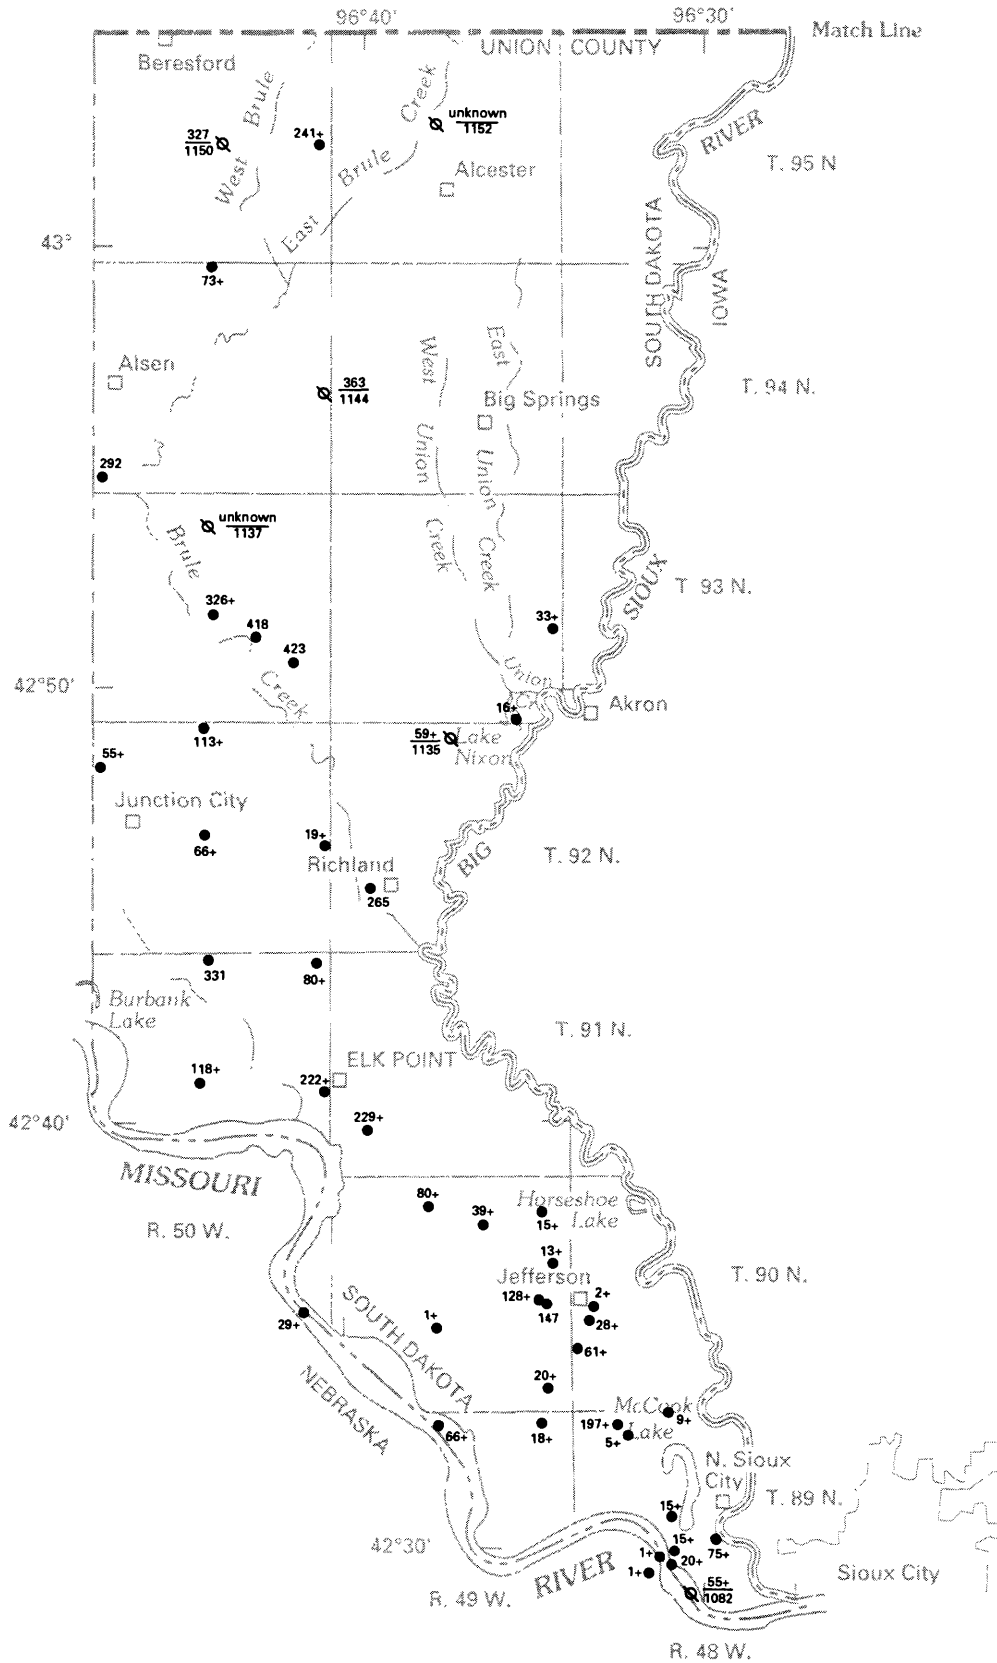 96°40'
96°30'
Match Line
UNION COUNTY
Beresford
West Brule
East Brule Creek
RIVER
327
1150
241+
unknown
1152
Alcester
T. 95 N
43°
73+
SOUTH DAKOTA
IOWA
Alsen
363
1144
West Union Creek
East Union Creek
Big Springs
T. 94 N.
292
unknown
1137
Brule
Creek
326+
418
423
33+
SIOUX
T 93 N.
42°50'
Union
Cr.
16+
Akron
113+
59+
1135
Lake
Nixon
55+
Junction City
66+
19+
Richland
265
BIG
T. 92 N.
331
80+
Burbank
Lake
T. 91 N.
118+
222+
ELK POINT
229+
42°40'
MISSOURI
R. 50 W.
80+
39+
Horseshoe
Lake
15+
13+
Jefferson
T. 90 N.
128+
147
2+
28+
29+
SOUTH DAKOTA
1+
61+
NEBRASKA
20+
66+
18+
McCook
Lake
197+
5+
9+
N. Sioux
City
T. 89 N.
15+
42°30'
RIVER
15+
1+
20+
1+
75+
55+
1082
Sioux City
R. 49 W.
R. 48 W.